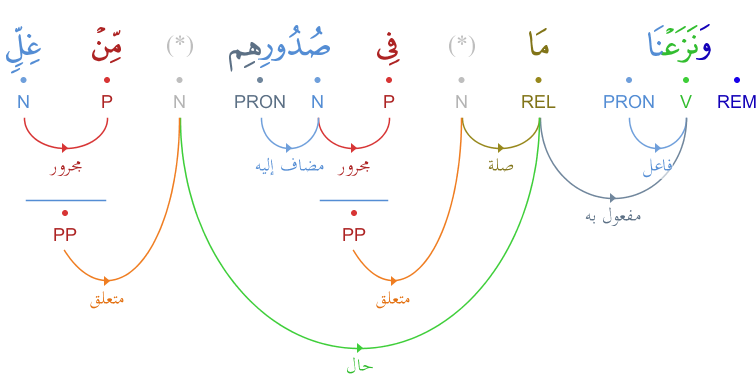 وَنَزَعْنَا مَا (*) فِى صُدُورِهِم (*) مِّنْ غِلٍّ
REM V PRON REL N P N PRON N P N
فاعل صلة مجرور مضاف إليه مجرور
مفعول به
PP PP
متعلق متعلق
حال